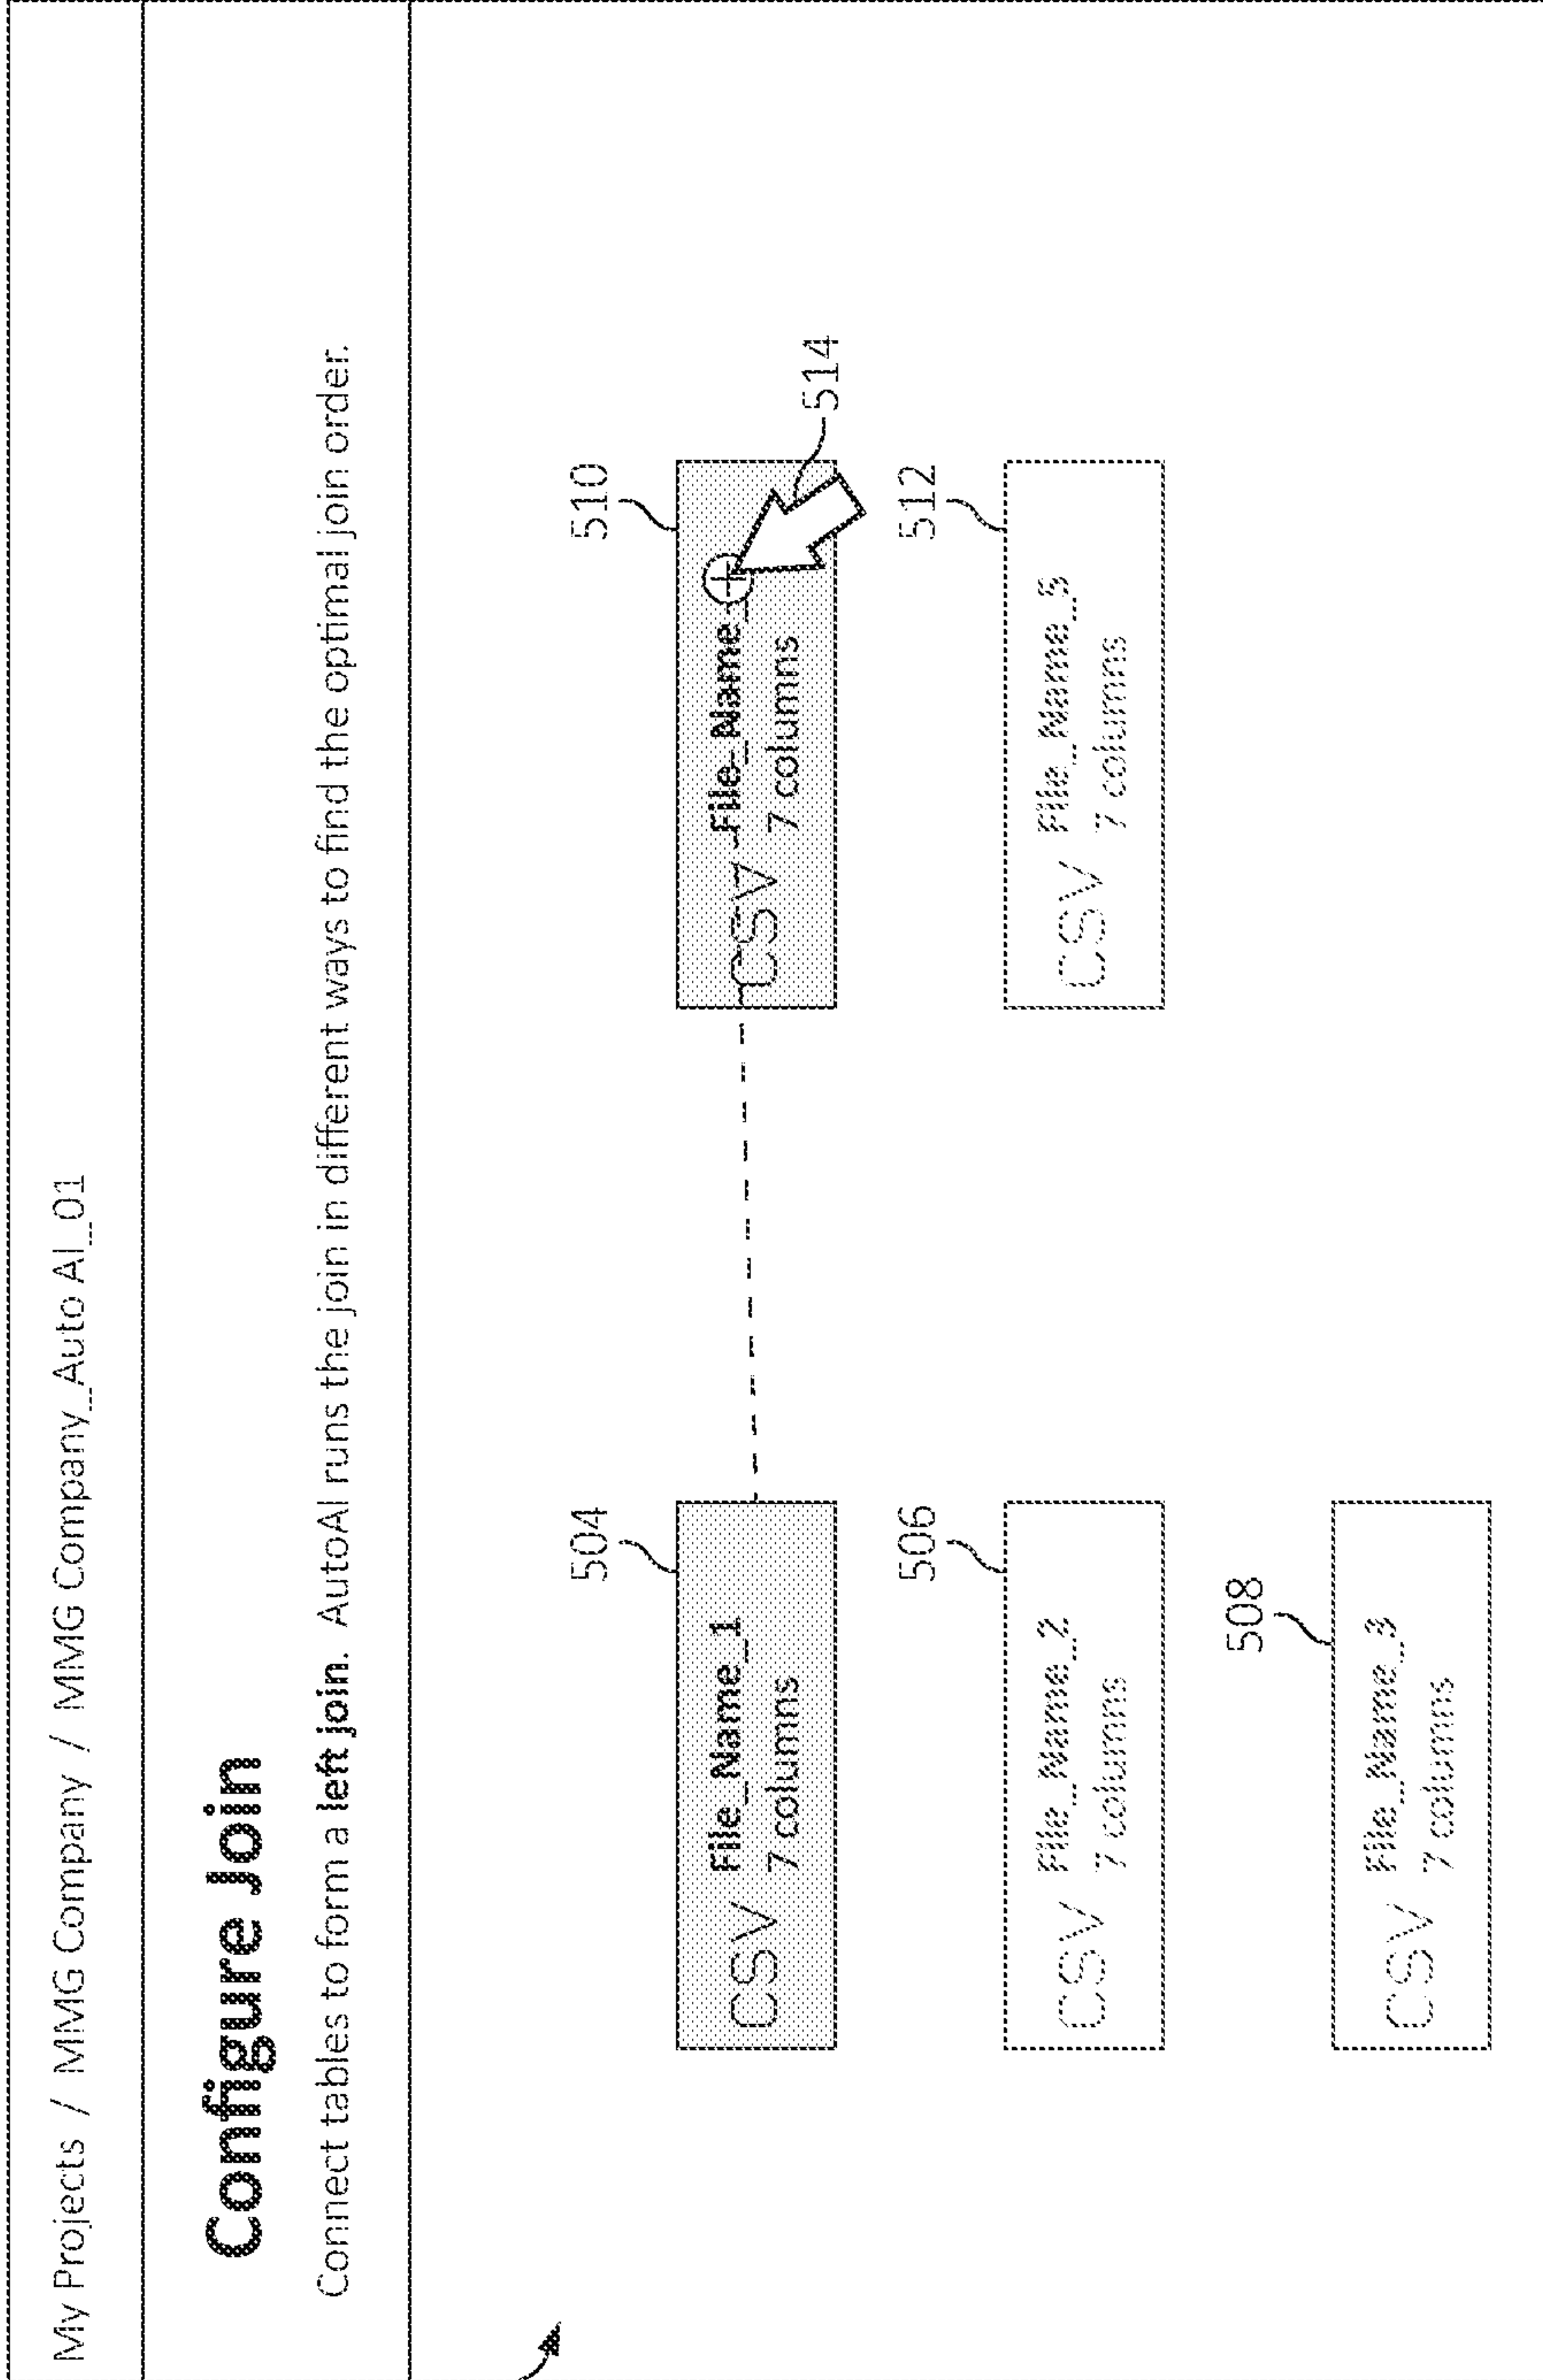 My Projects / MMG Company / MMG Company_Auto AI_01
Configure Join
Connect tables to form a left join. AutoAI runs the join in different ways to find the optimal join order.
504
CSV File_Name_1
7 columns
510
CSV File_Name_
7 columns
514
506
CSV File_Name_2
7 columns
512
CSV File_Name_5
7 columns
508
CSV File_Name_3
7 columns